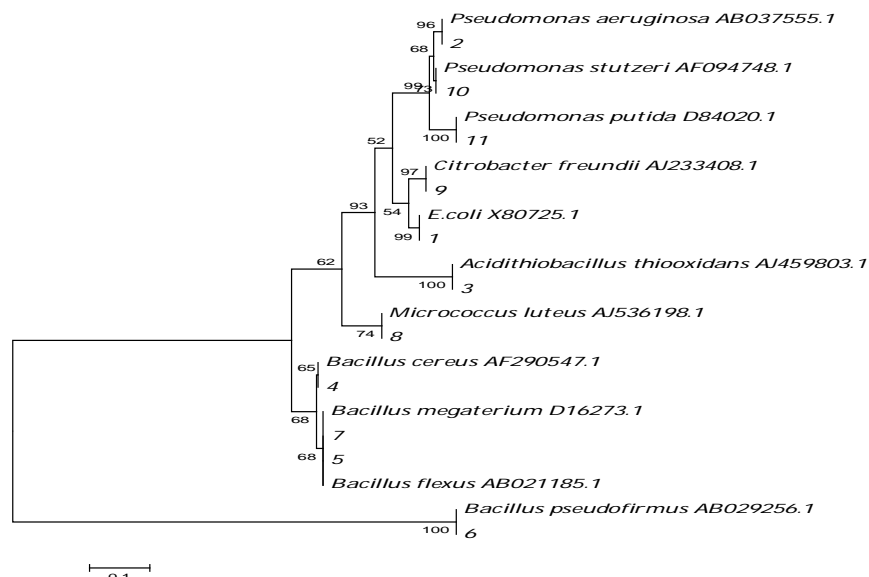 96
Pseudomonas aeruginosa AB037555.1
2
68
Pseudomonas stutzeri AF094748.1
99
73
10
Pseudomonas putida D84020.1
100
11
52
Citrobacter freundii AJ233408.1
97
9
54
E.coli X80725.1
93
99
1
62
Acidithiobacillus thiooxidans AJ459803.1
100
3
Micrococcus luteus AJ536198.1
74
8
Bacillus cereus AF290547.1
65
4
68
Bacillus megaterium D16273.1
7
68
5
Bacillus flexus AB021185.1
Bacillus pseudofirmus AB029256.1
100
6
0.1